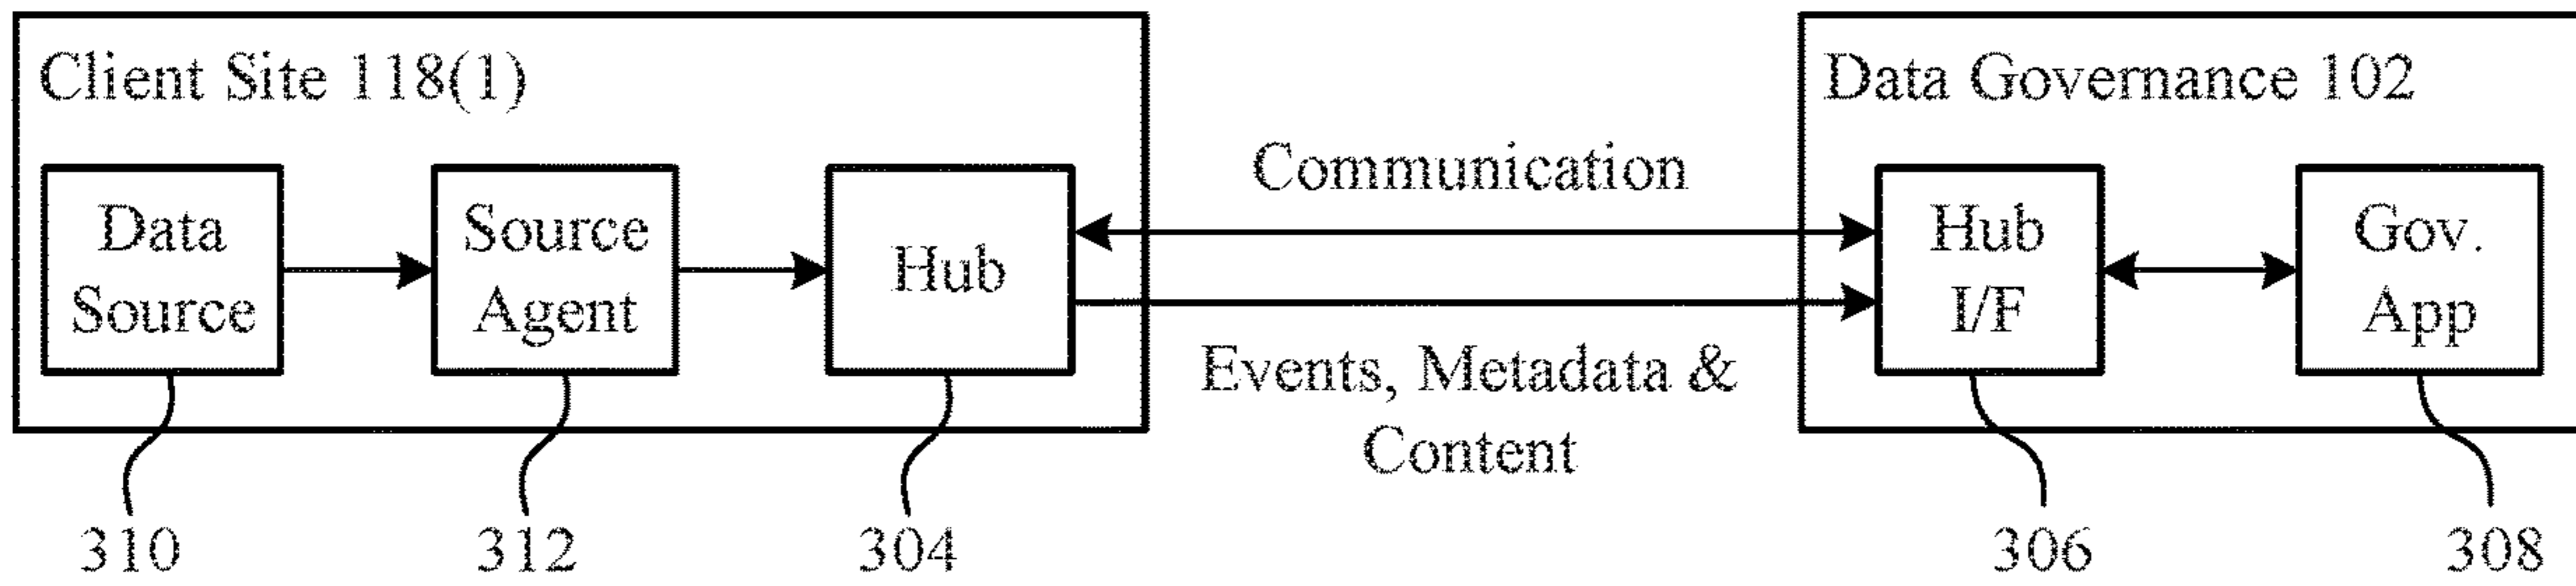 Client Site 118(1)
Data
Source
Source
Agent
Hub
Communication
Events, Metadata &
Content
Data Governance 102
Hub
I/F
Gov.
App
310
312
304
306
308